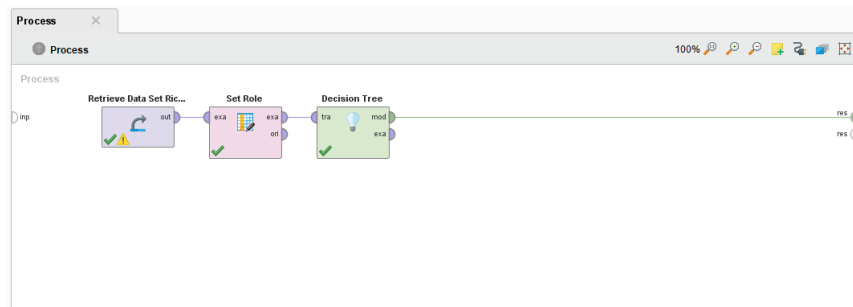 Process
Process
100%
Process
Retrieve Data Set Ric...
Set Role
Decision Tree
inp
out
exa
exa
ori
tra
mod
exa
res
res